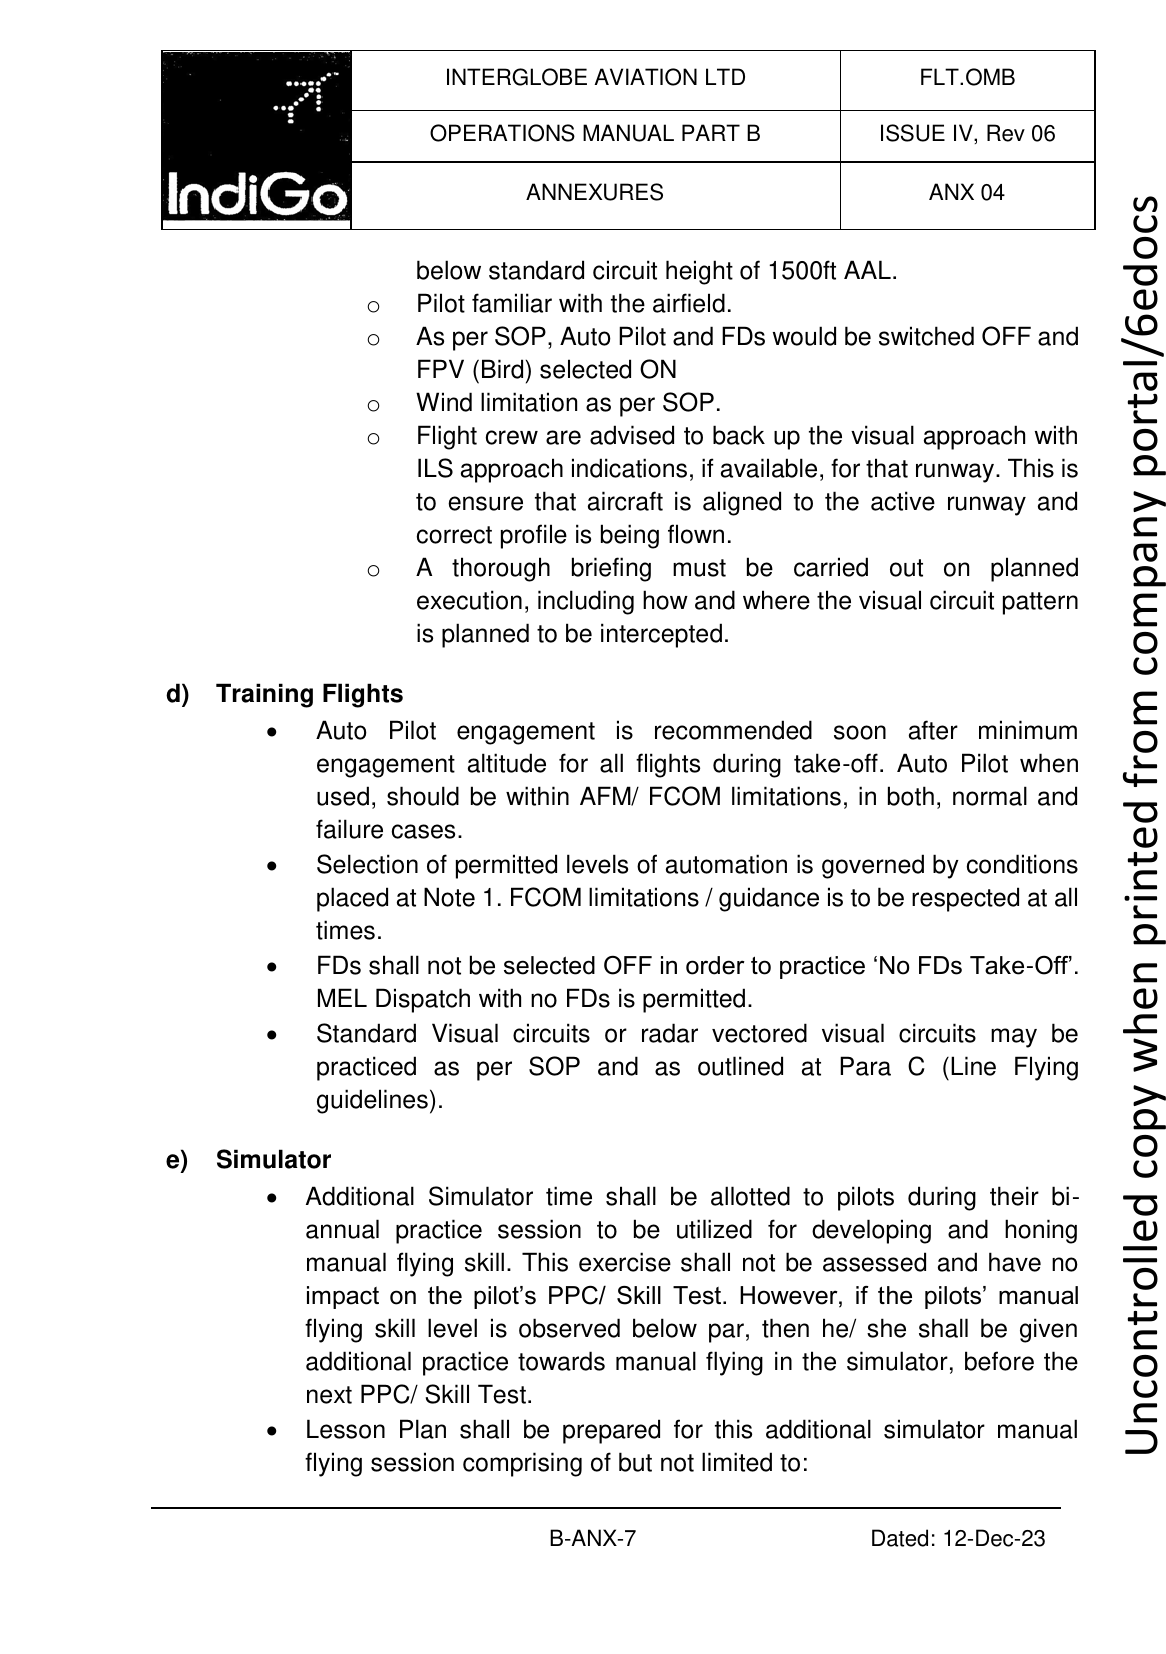 INTERGLOBE AVIATION LTD
FLT.OMB
OPERATIONS MANUAL PART B
ISSUE IV, Rev 06
IndiGo
ANNEXURES
ANX 04
below standard circuit height of 1500ft AAL.
o Pilot familiar with the airfield.
o As per SOP, Auto Pilot and FDs would be switched OFF and
FPV (Bird) selected ON
o Wind limitation as per SOP.
o Flight crew are advised to back up the visual approach with
ILS approach indications, if available, for that runway. This is
to ensure that aircraft is aligned to the active runway and
correct profile is being flown.
o A thorough briefing must be carried out on planned
execution, including how and where the visual circuit pattern
is planned to be intercepted.
d) Training Flights
• Auto Pilot engagement is recommended soon after minimum
engagement altitude for all flights during take-off. Auto Pilot when
used, should be within AFM/ FCOM limitations, in both, normal and
failure cases.
• Selection of permitted levels of automation is governed by conditions
placed at Note 1. FCOM limitations / guidance is to be respected at all
times.
• FDs shall not be selected OFF in order to practice ‘No FDs Take-Off’.
MEL Dispatch with no FDs is permitted.
• Standard Visual circuits or radar vectored visual circuits may be
practiced as per SOP and as outlined at Para C (Line Flying
guidelines).
e) Simulator
• Additional Simulator time shall be allotted to pilots during their bi-
annual practice session to be utilized for developing and honing
manual flying skill. This exercise shall not be assessed and have no
impact on the pilot’s PPC/ Skill Test. However, if the pilots’ manual
flying skill level is observed below par, then he/ she shall be given
additional practice towards manual flying in the simulator, before the
next PPC/ Skill Test.
• Lesson Plan shall be prepared for this additional simulator manual
flying session comprising of but not limited to:
B-ANX-7
Dated: 12-Dec-23
Uncontrolled copy when printed from company portal/6edocs